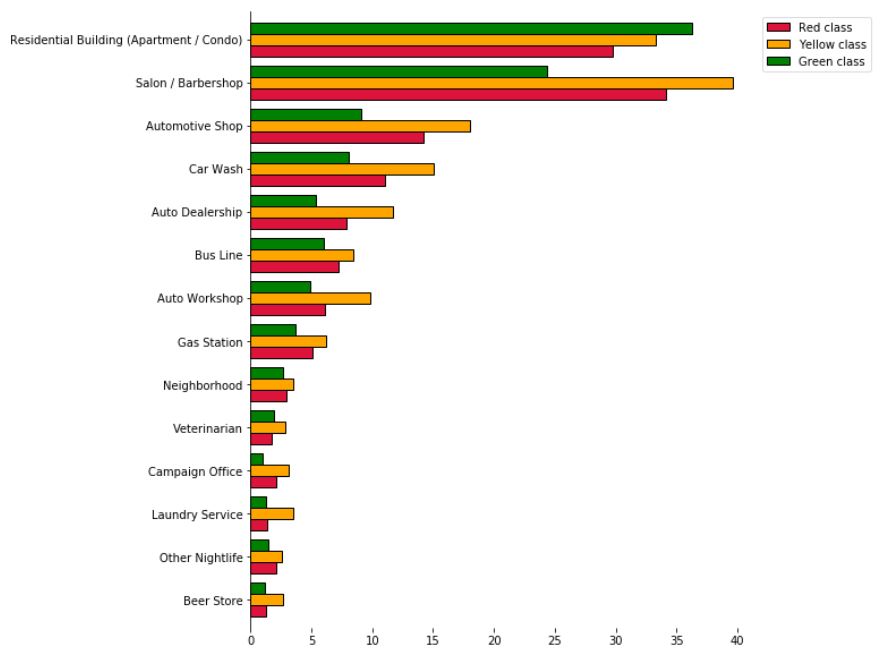 Red class
Yellow class
Green class
Residential Building (Apartment / Condo)
Salon / Barbershop
Automotive Shop
Car Wash
Auto Dealership
Bus Line
Auto Workshop
Gas Station
Neighborhood
Veterinarian
Campaign Office
Laundry Service
Other Nightlife
Beer Store
0 5 10 15 20 25 30 35 40